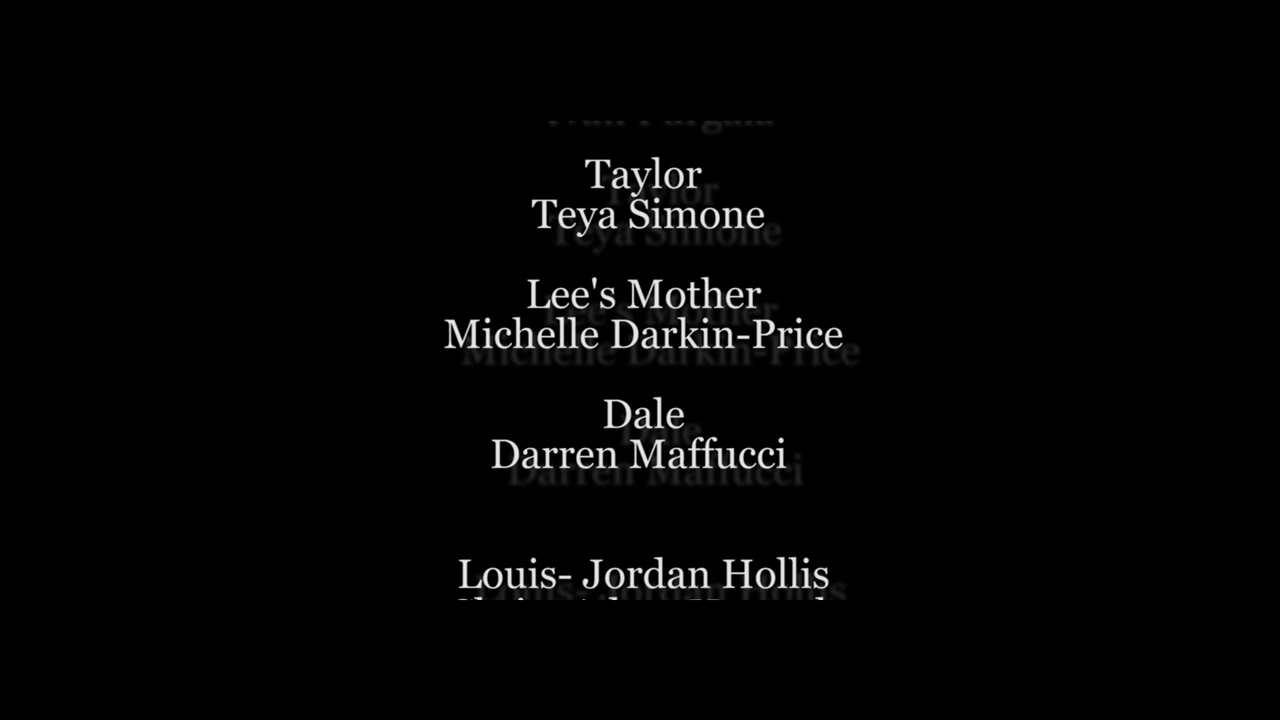 Taylor
Teya Simone
Lee's Mother
Michelle Darkin-Price
Dale
Darren Maffucci
Louis- Jordan Hollis